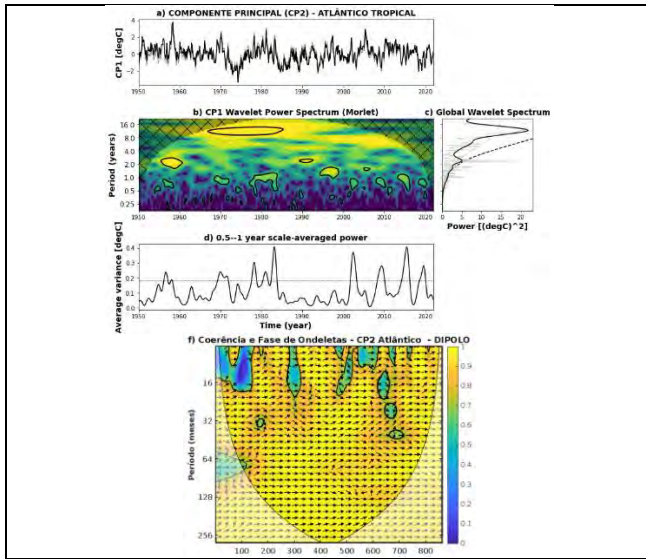 a) COMPONENTE PRINCIPAL (CP2) - ATLÂNTICO TROPICAL
CP1 [degC]
4
2
0
−2
1950 1960 1970 1980 1990 2000 2010 2020
b) CP1 Wavelet Power Spectrum (Morlet)
Period (years)
16.0
8.0
4.0
2.0
1.0
0.5
0.25
1950 1960 1970 1980 1990 2000 2010 2020
c) Global Wavelet Spectrum
0 5 10 15 20
Power [(degC)^2]
d) 0.5--1 year scale-averaged power
Average variance [degC]
0.4
0.3
0.2
0.1
0.0
1950 1960 1970 1980 1990 2000 2010 2020
Time (year)
f) Coerência e Fase de Ondeletas - CP2 Atlântico - DIPOLO
Período (meses)
16
32
64
128
256
100 200 300 400 500 600 700 800
1
0.9
0.8
0.7
0.6
0.5
0.4
0.3
0.2
0.1
0